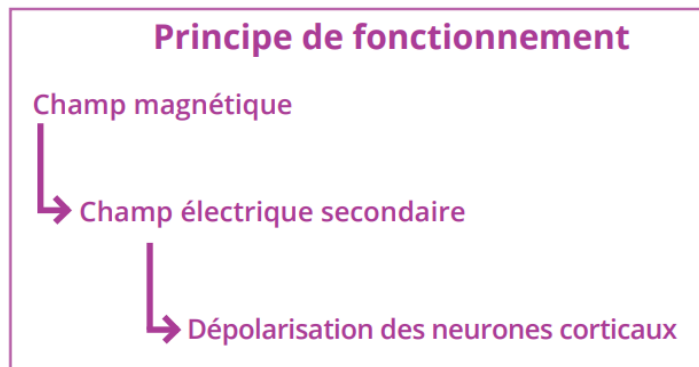 Principe de fonctionnement
Champ magnétique
Champ électrique secondaire
Dépolarisation des neurones corticaux